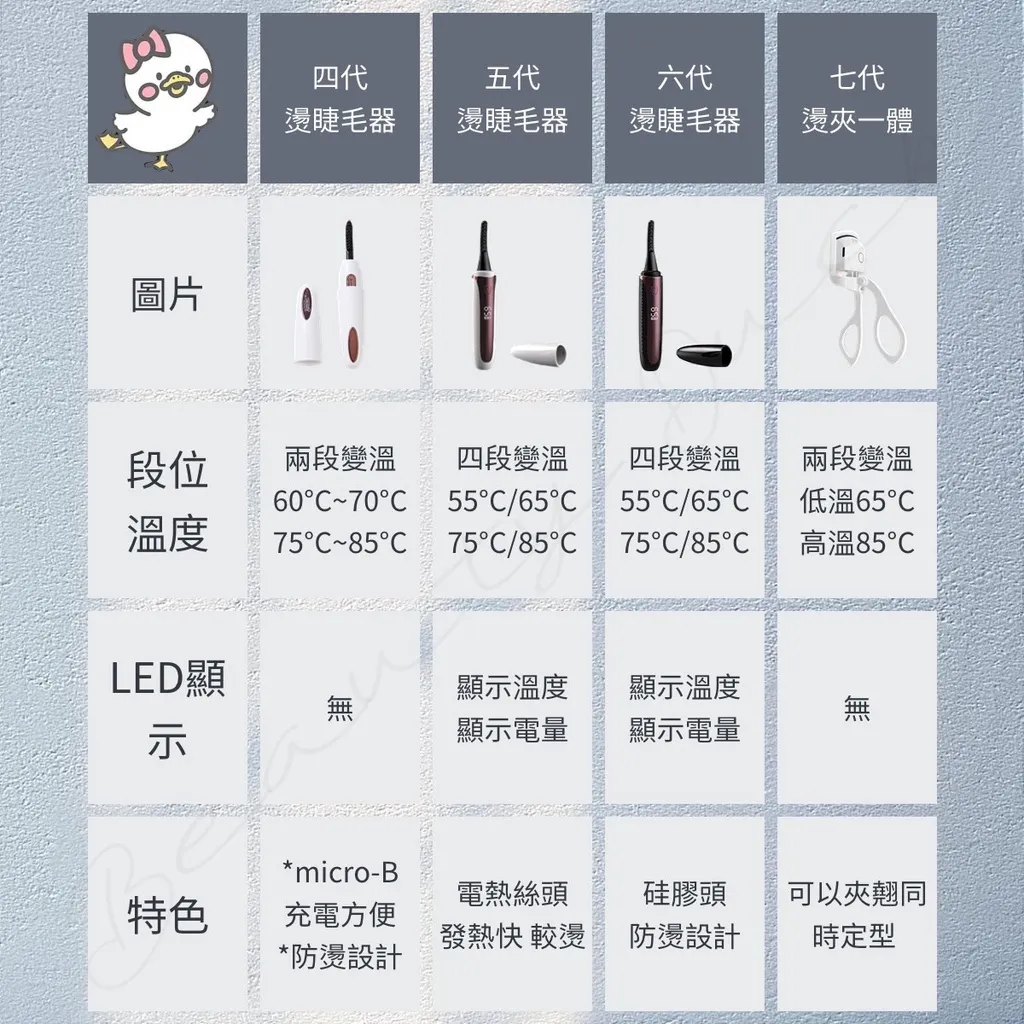 四代
燙睫毛器
五代
燙睫毛器
六代
燙睫毛器
七代
燙夾一體
圖片
段位
溫度
兩段變溫
60°C~70°C
75°C~85°C
四段變溫
55°C/65°C
75°C/85°C
四段變溫
55°C/65°C
75°C/85°C
兩段變溫
低溫65°C
高溫85°C
LED顯
示
無
顯示溫度
顯示電量
顯示溫度
顯示電量
無
特色
*micro-B
充電方便
*防燙設計
電熱絲頭
發熱快 較燙
硅膠頭
防燙設計
可以夾翹同
時定型